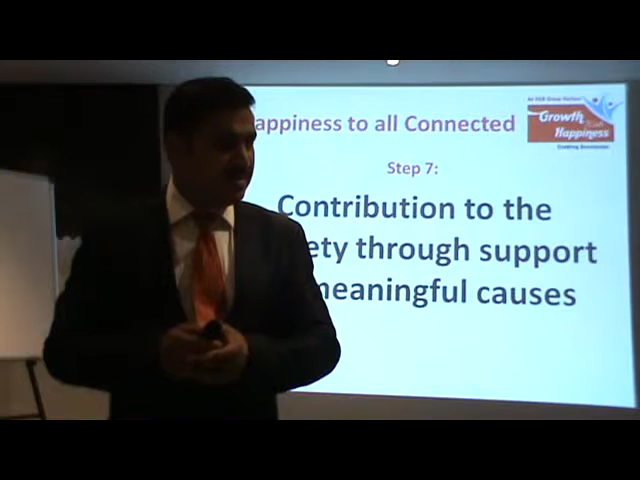 appiness to all Connected
Growth
Happiness
Step 7:
Contribution to the
ety through support
meaningful causes